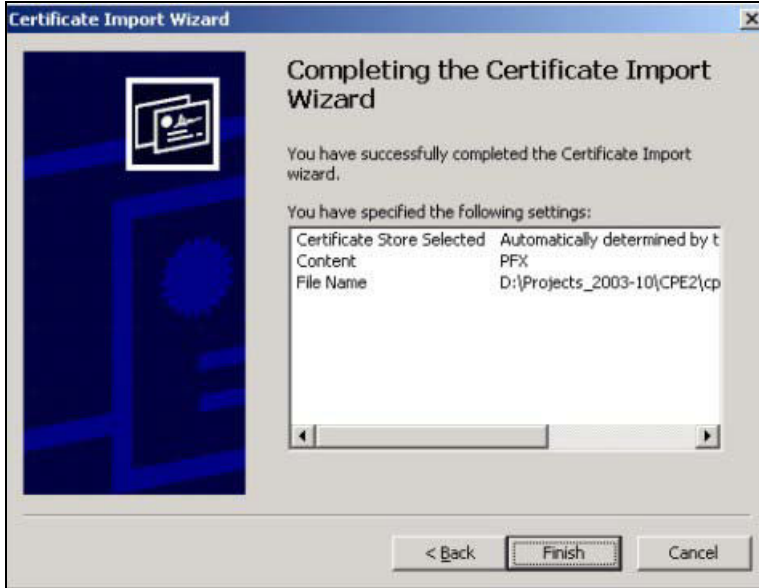 Certificate Import Wizard
Completing the Certificate Import
Wizard
You have successfully completed the Certificate Import
wizard.
You have specified the following settings:
Certificate Store Selected Automatically determined by t
Content PFX
File Name D:\Projects_2003-10\CPE2\cp
< Back Finish Cancel